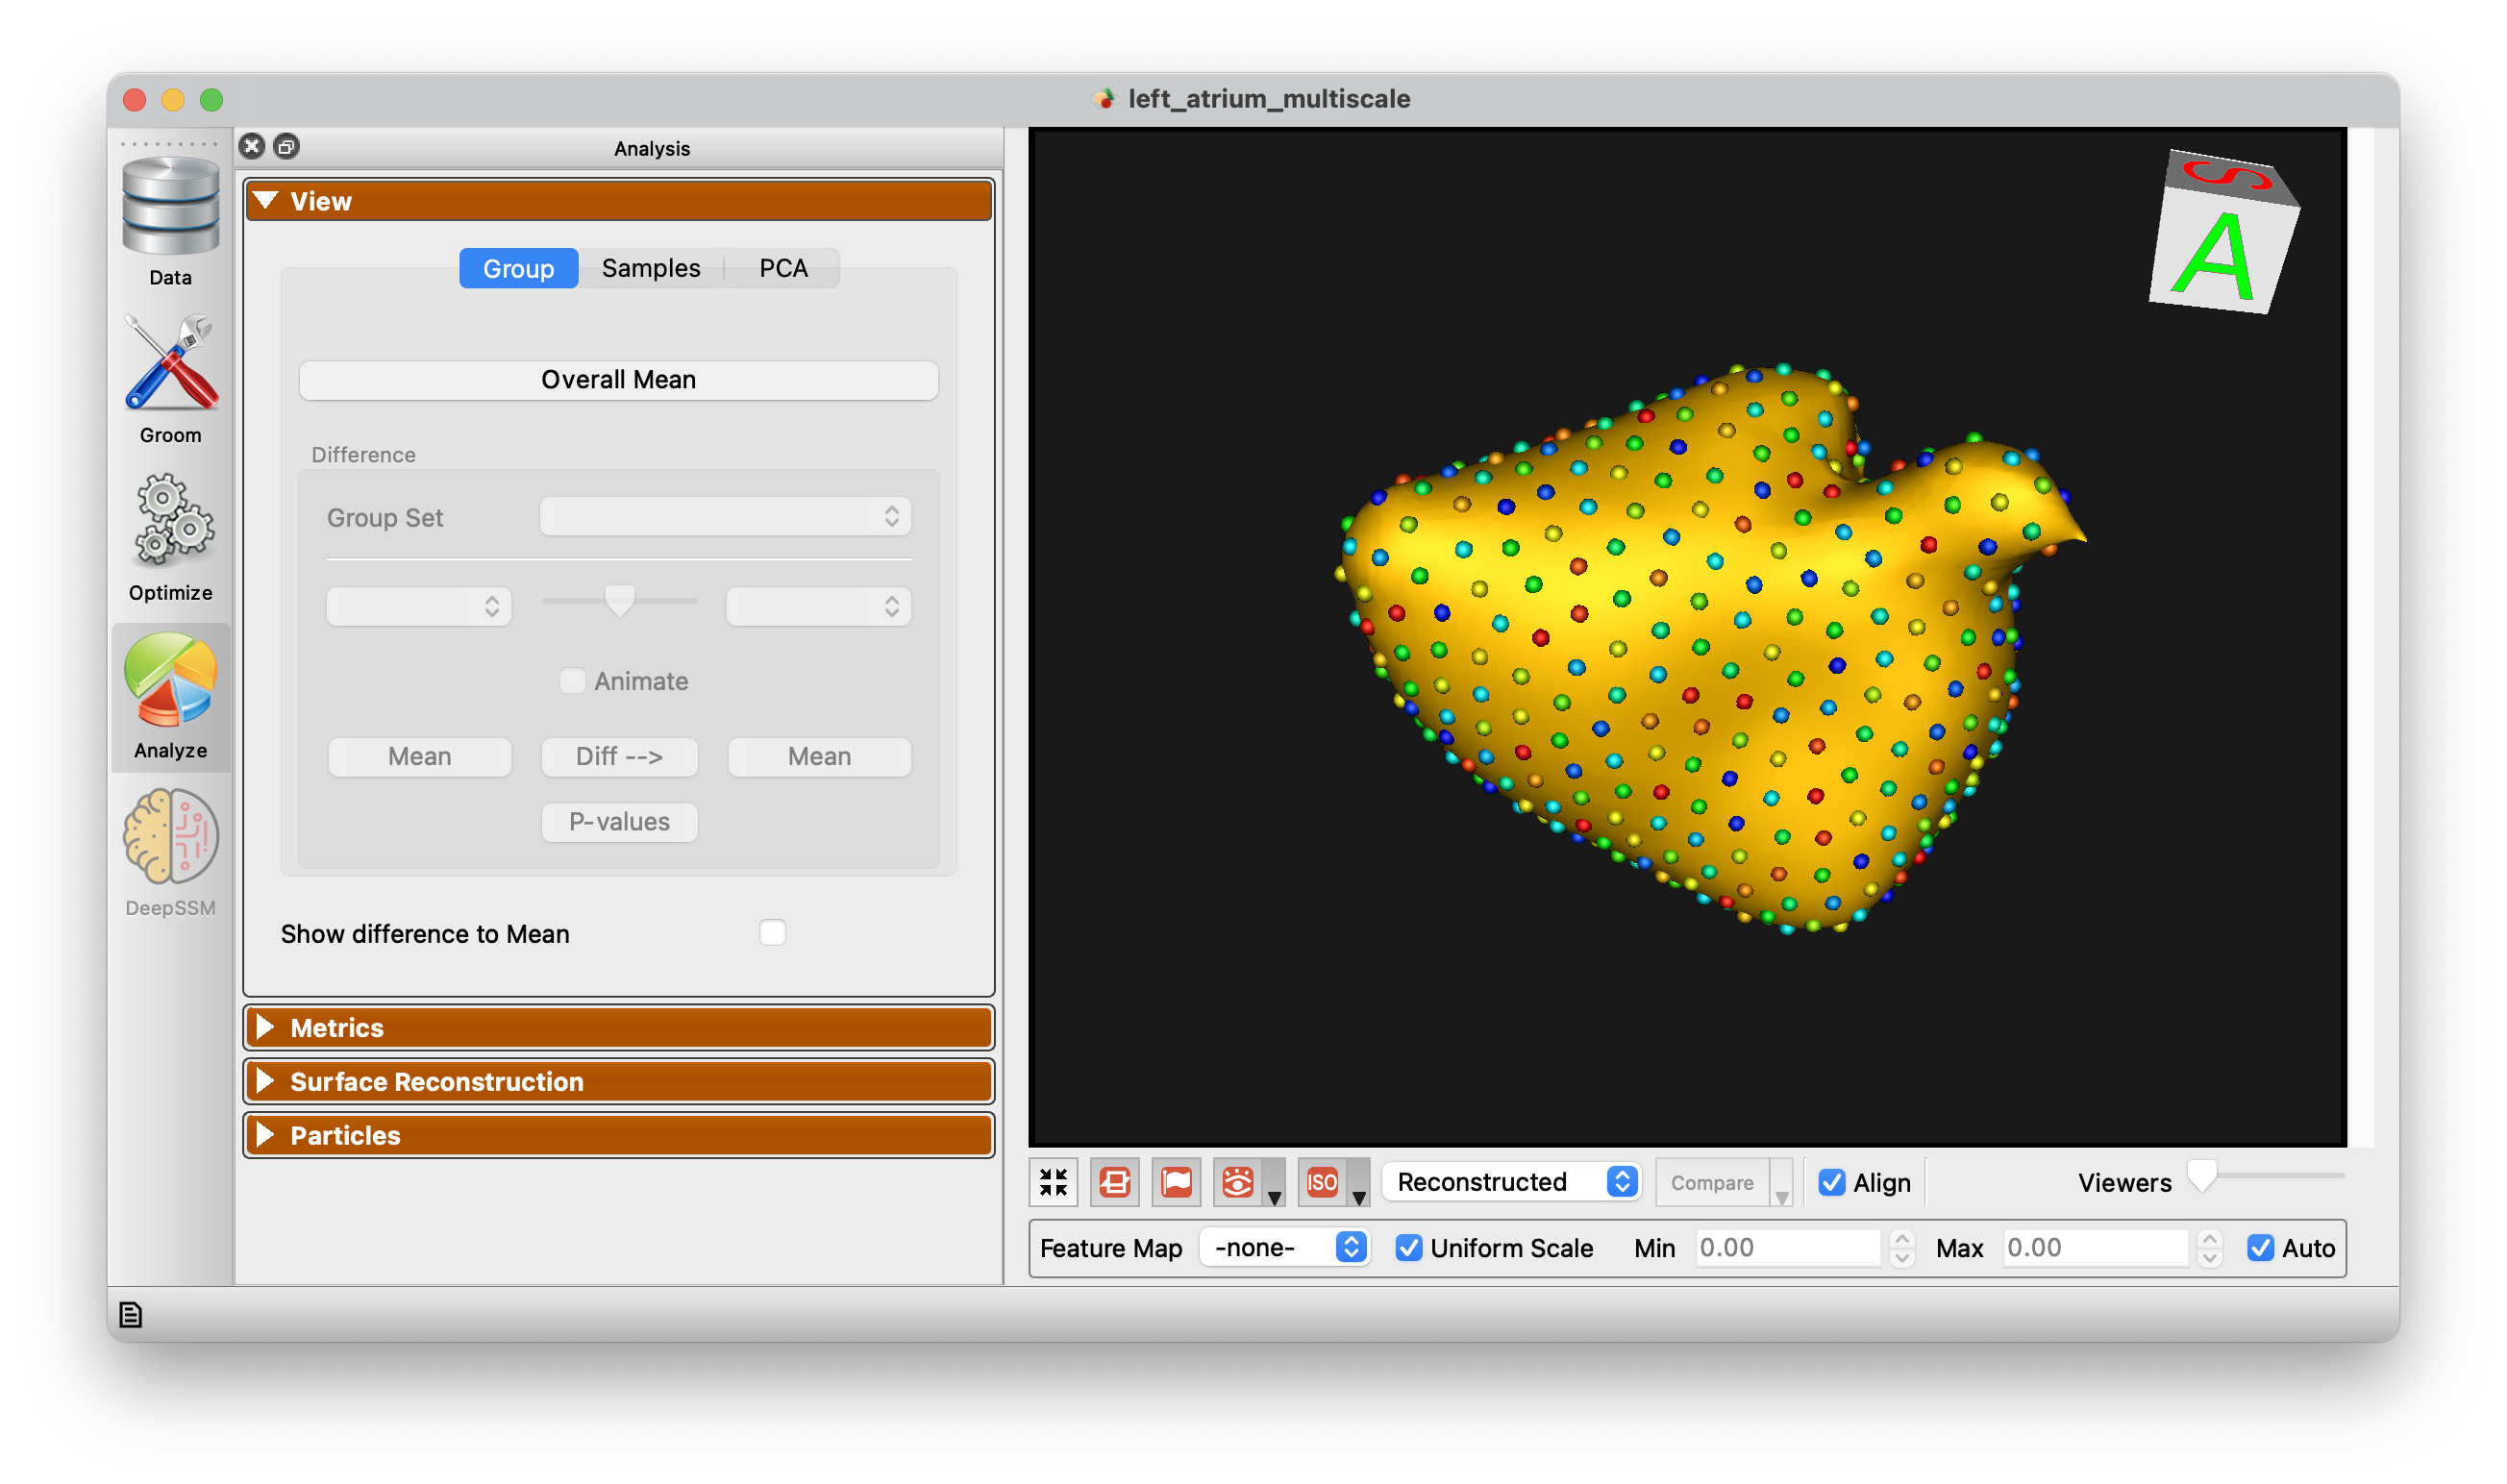 left_atrium_multiscale
Data
Groom
Optimize
Analyze
DeepSSM
Analysis
View
Group Samples PCA
Overall Mean
Difference
Group Set
Animate
Mean Diff --> Mean
P-values
Show difference to Mean
Metrics
Surface Reconstruction
Particles
S
A
ISO Reconstructed Compare Align Viewers
Feature Map -none- Uniform Scale Min 0.00 Max 0.00 Auto